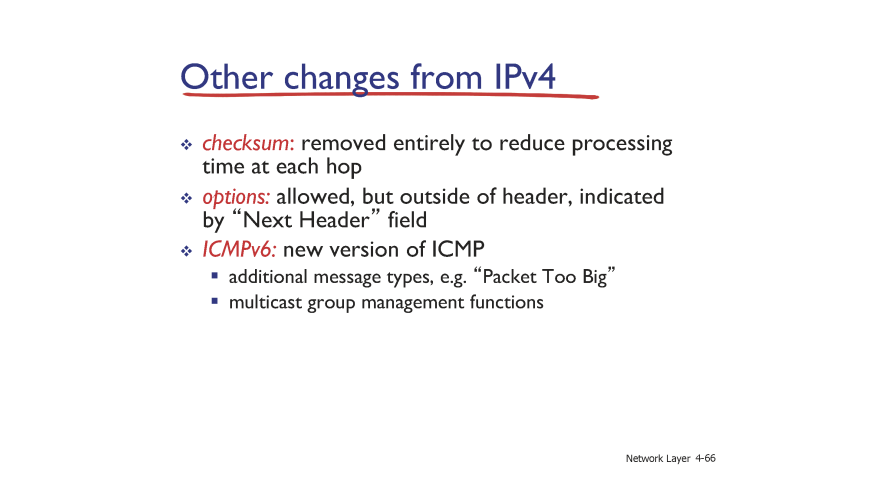 Other changes from IPv4
❖ checksum: removed entirely to reduce processing
time at each hop
❖ options: allowed, but outside of header, indicated
by “Next Header” field
❖ ICMPv6: new version of ICMP
▪ additional message types, e.g. “Packet Too Big”
▪ multicast group management functions
Network Layer 4-66